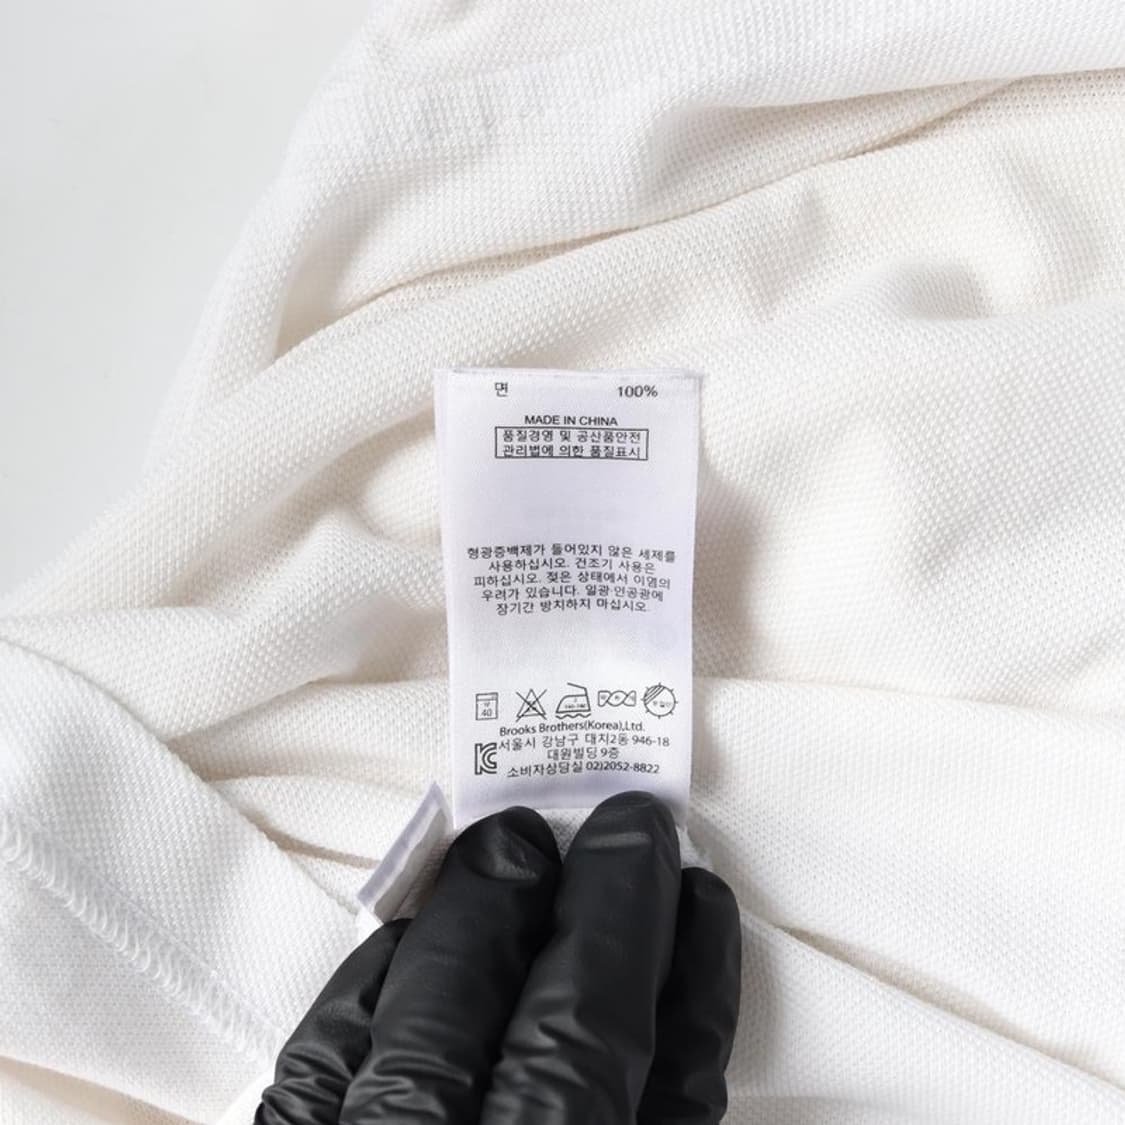 면 100%
MADE IN CHINA
품질경영 및 공산품안전
관리법에 의한 품질표시
형광증백제가 들어있지 않은 세제를
사용하십시오. 건조기 사용은
피하십시오. 젖은 상태에서 이염의
우려가 있습니다. 일광·인공광에
장기간 방치하지 마십시오.
40
Brooks Brothers(Korea),Ltd.
서울시 강남구 대치2동 946-18
대원빌딩 9층
소비자상담실 02)2052-8822